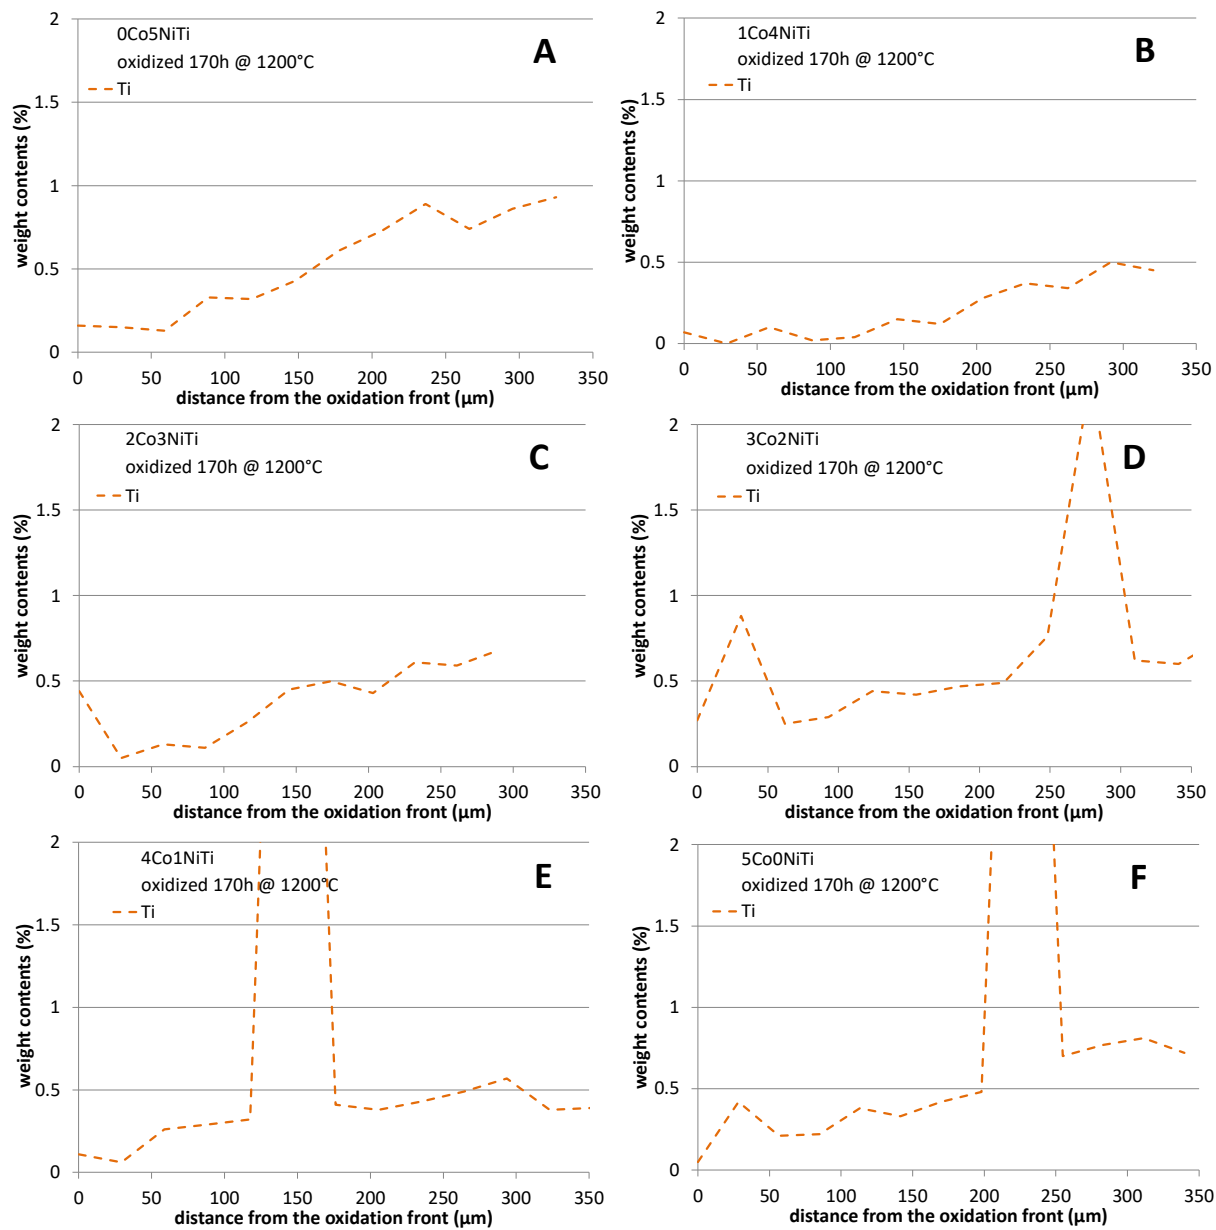 0Co5NiTi
oxidized 170h @ 1200°C
Ti
A
weight contents (%)
2
1.5
1
0.5
0
0 50 100 150 200 250 300 350
distance from the oxidation front (µm)
1Co4NiTi
oxidized 170h @ 1200°C
Ti
B
weight contents (%)
2
1.5
1
0.5
0
0 50 100 150 200 250 300 350
distance from the oxidation front (µm)
2Co3NiTi
oxidized 170h @ 1200°C
Ti
C
weight contents (%)
2
1.5
1
0.5
0
0 50 100 150 200 250 300 350
distance from the oxidation front (µm)
3Co2NiTi
oxidized 170h @ 1200°C
Ti
D
weight contents (%)
2
1.5
1
0.5
0
0 50 100 150 200 250 300 350
distance from the oxidation front (µm)
4Co1NiTi
oxidized 170h @ 1200°C
Ti
E
weight contents (%)
2
1.5
1
0.5
0
0 50 100 150 200 250 300 350
distance from the oxidation front (µm)
5Co0NiTi
oxidized 170h @ 1200°C
Ti
F
weight contents (%)
2
1.5
1
0.5
0
0 50 100 150 200 250 300 350
distance from the oxidation front (µm)